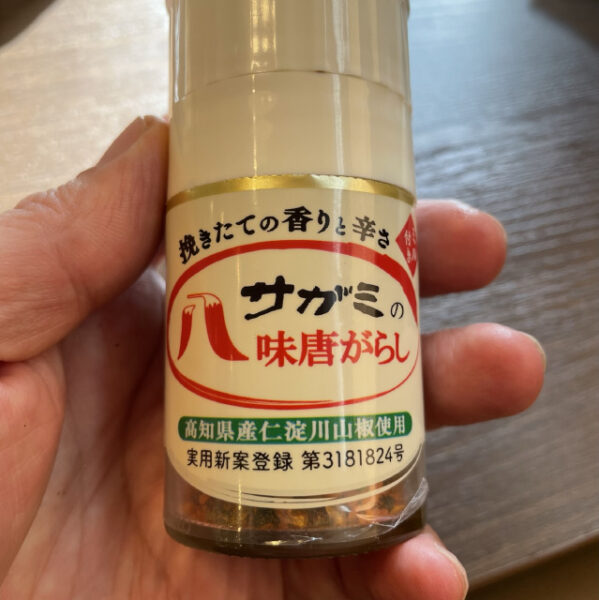 挽きたての香りと辛さ
サガミの
八味唐がらし
高知県産仁淀川山椒使用
実用新案登録 第3181824号